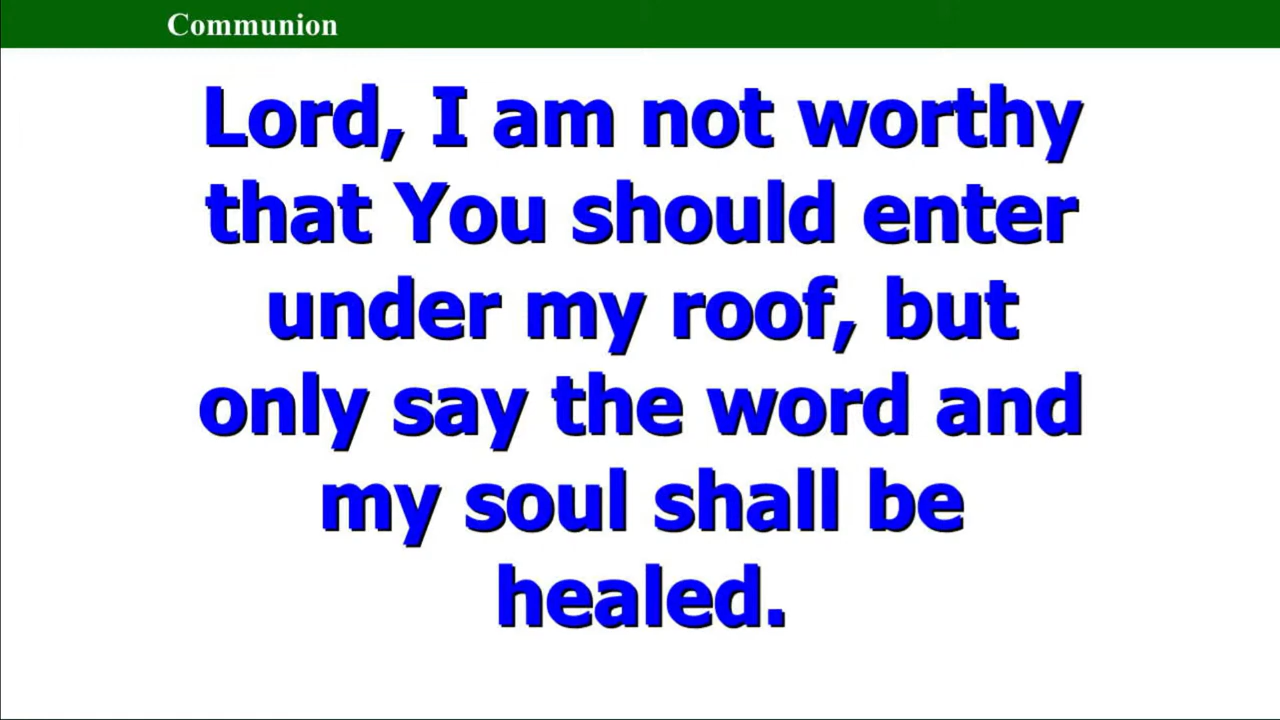 Communion
Lord, I am not worthy
that You should enter
under my roof, but
only say the word and
my soul shall be
healed.